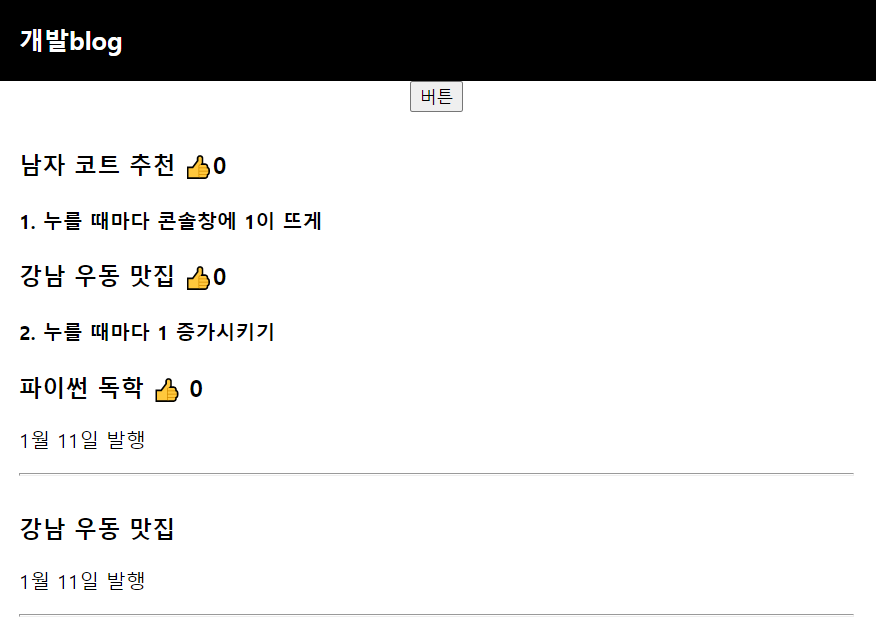 개발blog
버튼
남자 코트 추천 👍0
1. 누를 때마다 콘솔창에 1이 뜨게
강남 우동 맛집 👍0
2. 누를 때마다 1 증가시키기
파이썬 독학 👍 0
1월 11일 발행
강남 우동 맛집
1월 11일 발행